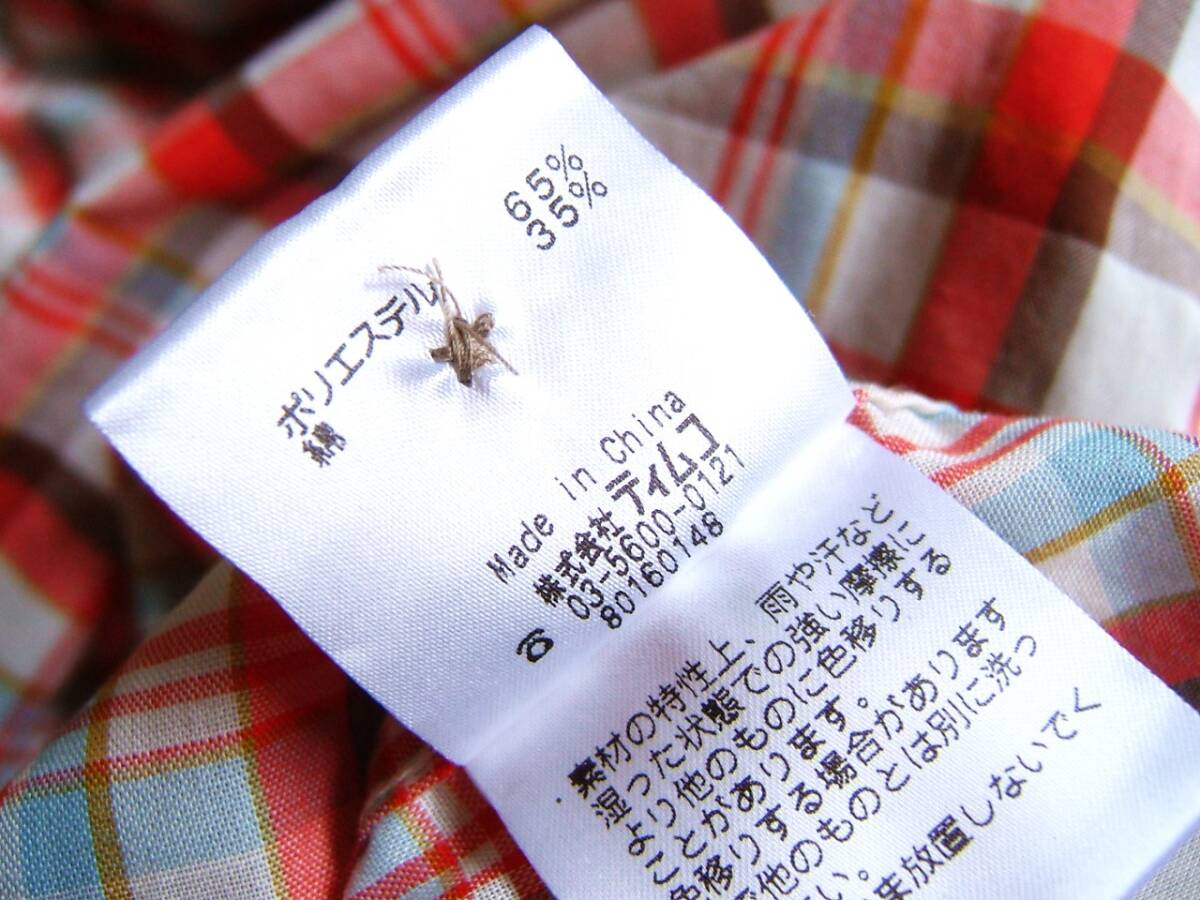 ポリエステル 65%
綿 35%
Made in China
株式会社 ティムコ
☎ 03-5600-0121
80160148
素材の特性上、雨や汗など
湿った状態での強い摩擦に
より他のものに色移りする
ことがあります。
色移りする場合があります
で他のものとは別に洗っ
い。
ま放置しないでく